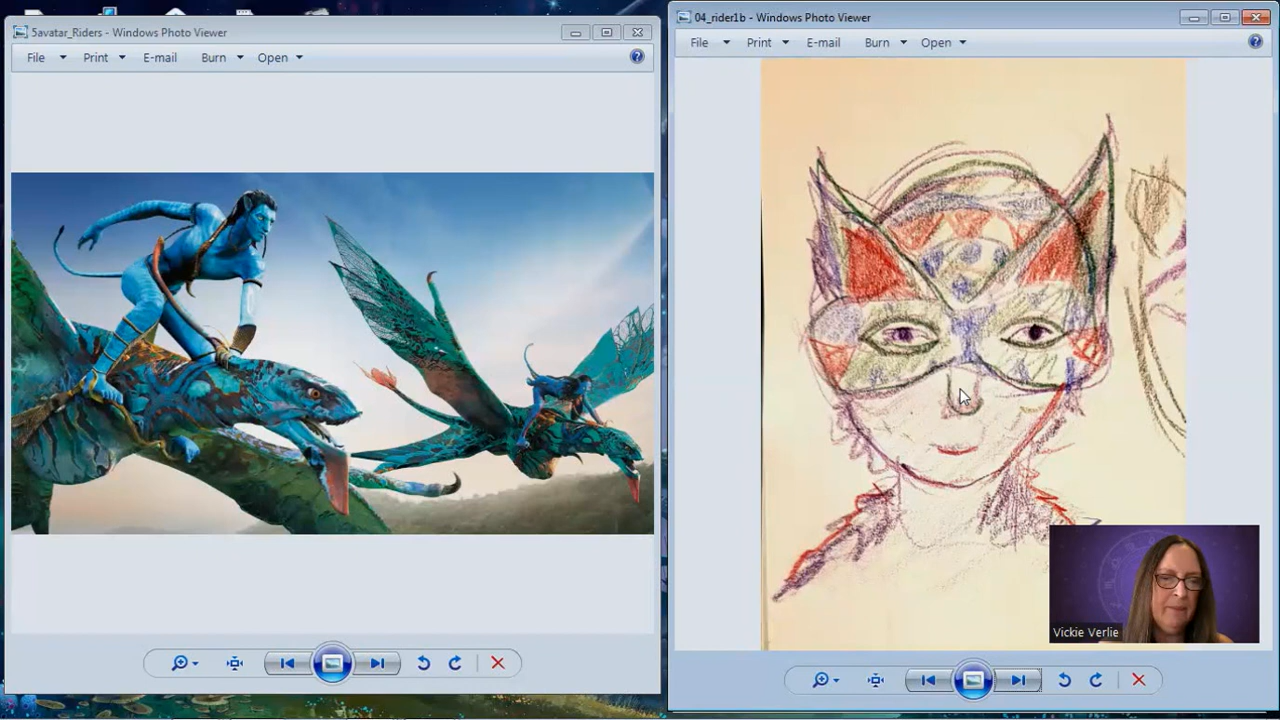 5avatar_Riders - Windows Photo Viewer
File Print E-mail Burn Open
04_rider1b - Windows Photo Viewer
File Print E-mail Burn Open
Vickie Verlie